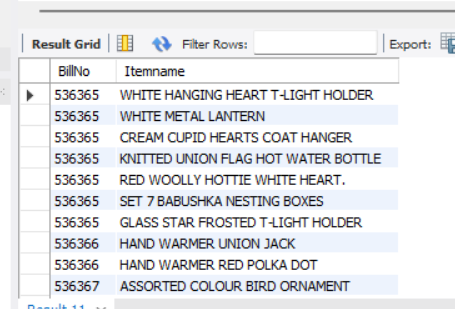 Result Grid Filter Rows: Export:
BillNo Itemname
536365 WHITE HANGING HEART T-LIGHT HOLDER
536365 WHITE METAL LANTERN
536365 CREAM CUPID HEARTS COAT HANGER
536365 KNITTED UNION FLAG HOT WATER BOTTLE
536365 RED WOOLLY HOTTIE WHITE HEART.
536365 SET 7 BABUSHKA NESTING BOXES
536365 GLASS STAR FROSTED T-LIGHT HOLDER
536366 HAND WARMER UNION JACK
536366 HAND WARMER RED POLKA DOT
536367 ASSORTED COLOUR BIRD ORNAMENT
Result 11